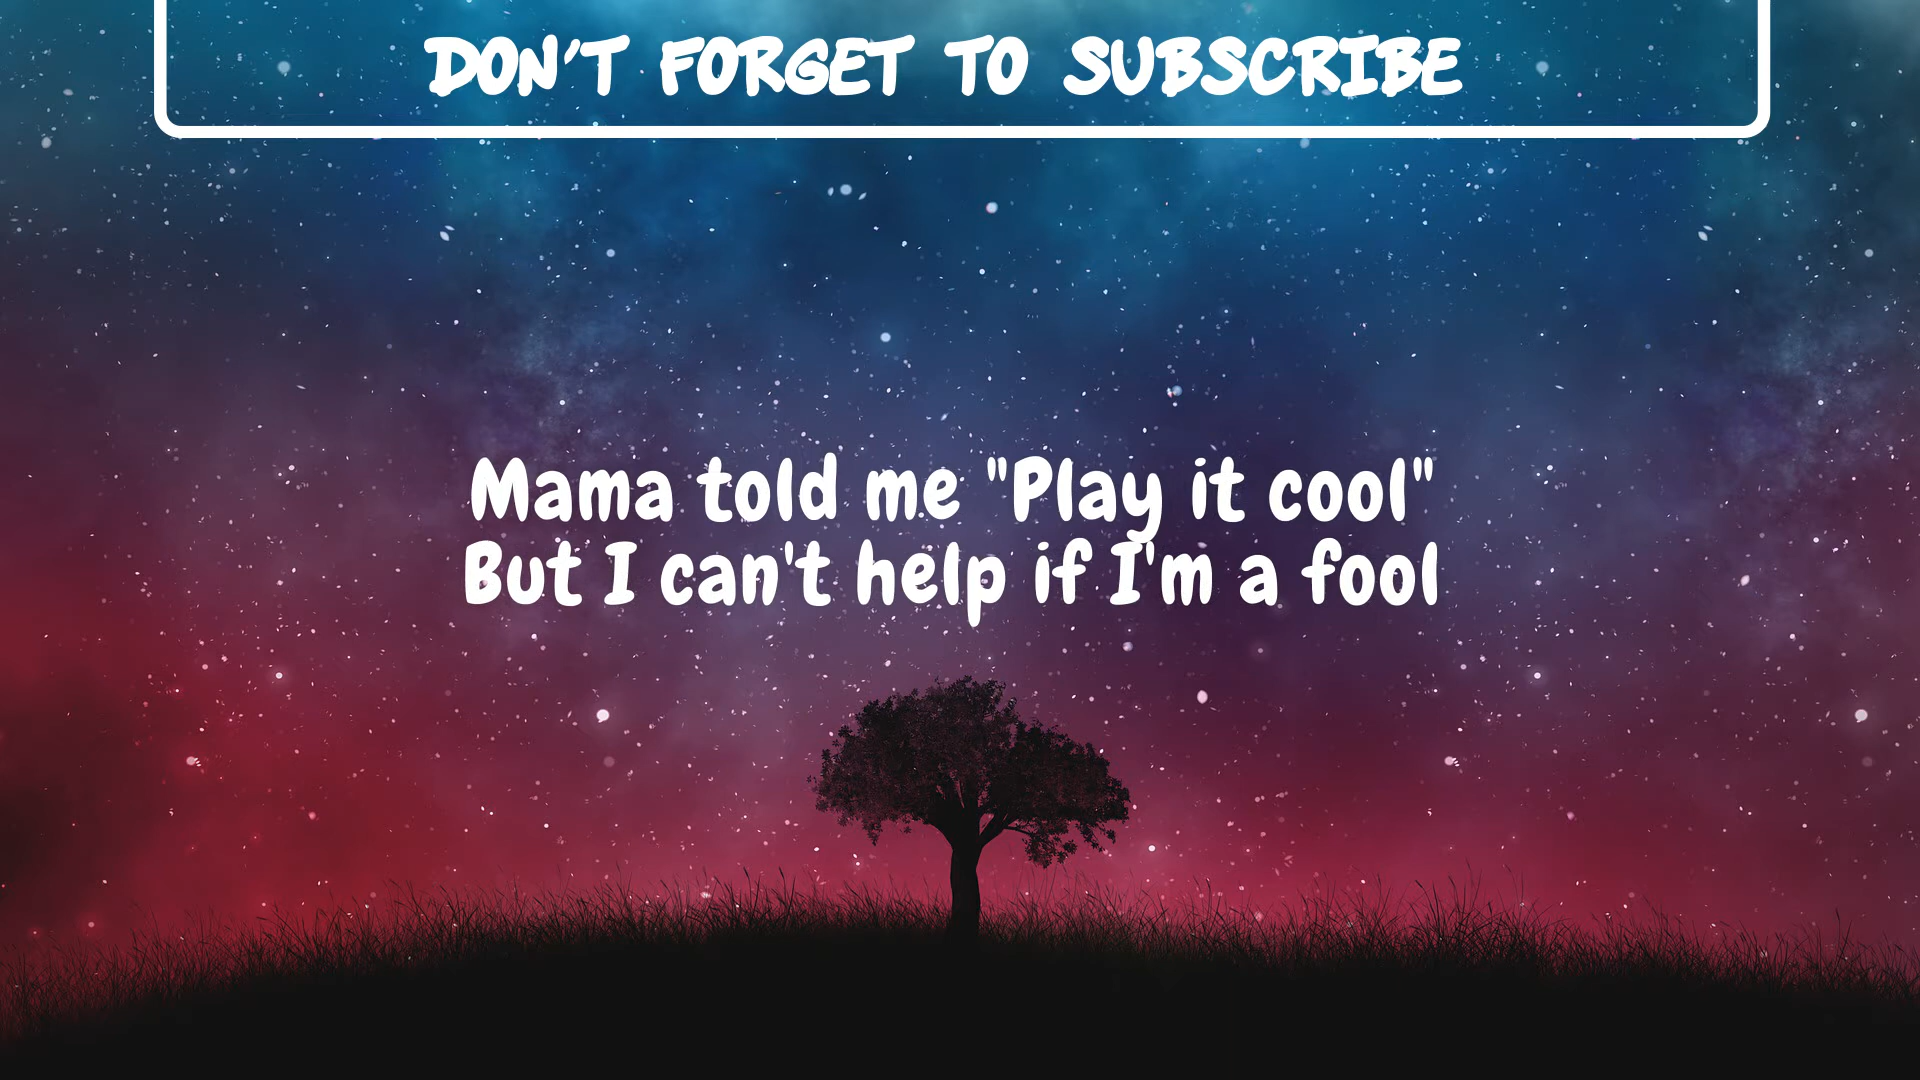 DON'T FORGET TO SUBSCRIBE
Mama told me "Play it cool"
But I can't help if I'm a fool